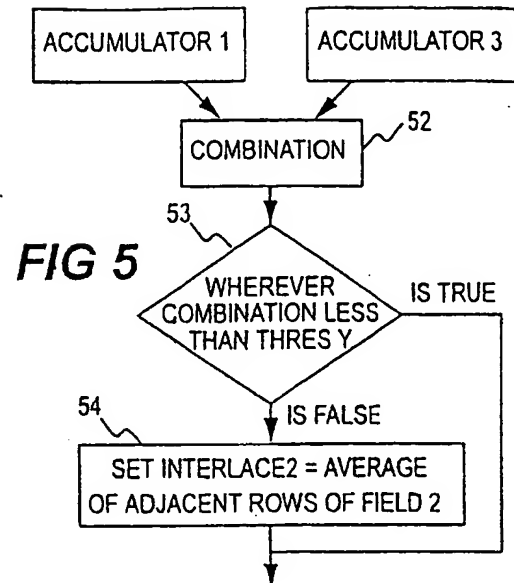 ACCUMULATOR 1
ACCUMULATOR 3
COMBINATION
52
53
FIG 5
WHEREVER
COMBINATION LESS
THAN THRES Y
IS TRUE
IS FALSE
54
SET INTERLACE2 = AVERAGE
OF ADJACENT ROWS OF FIELD 2